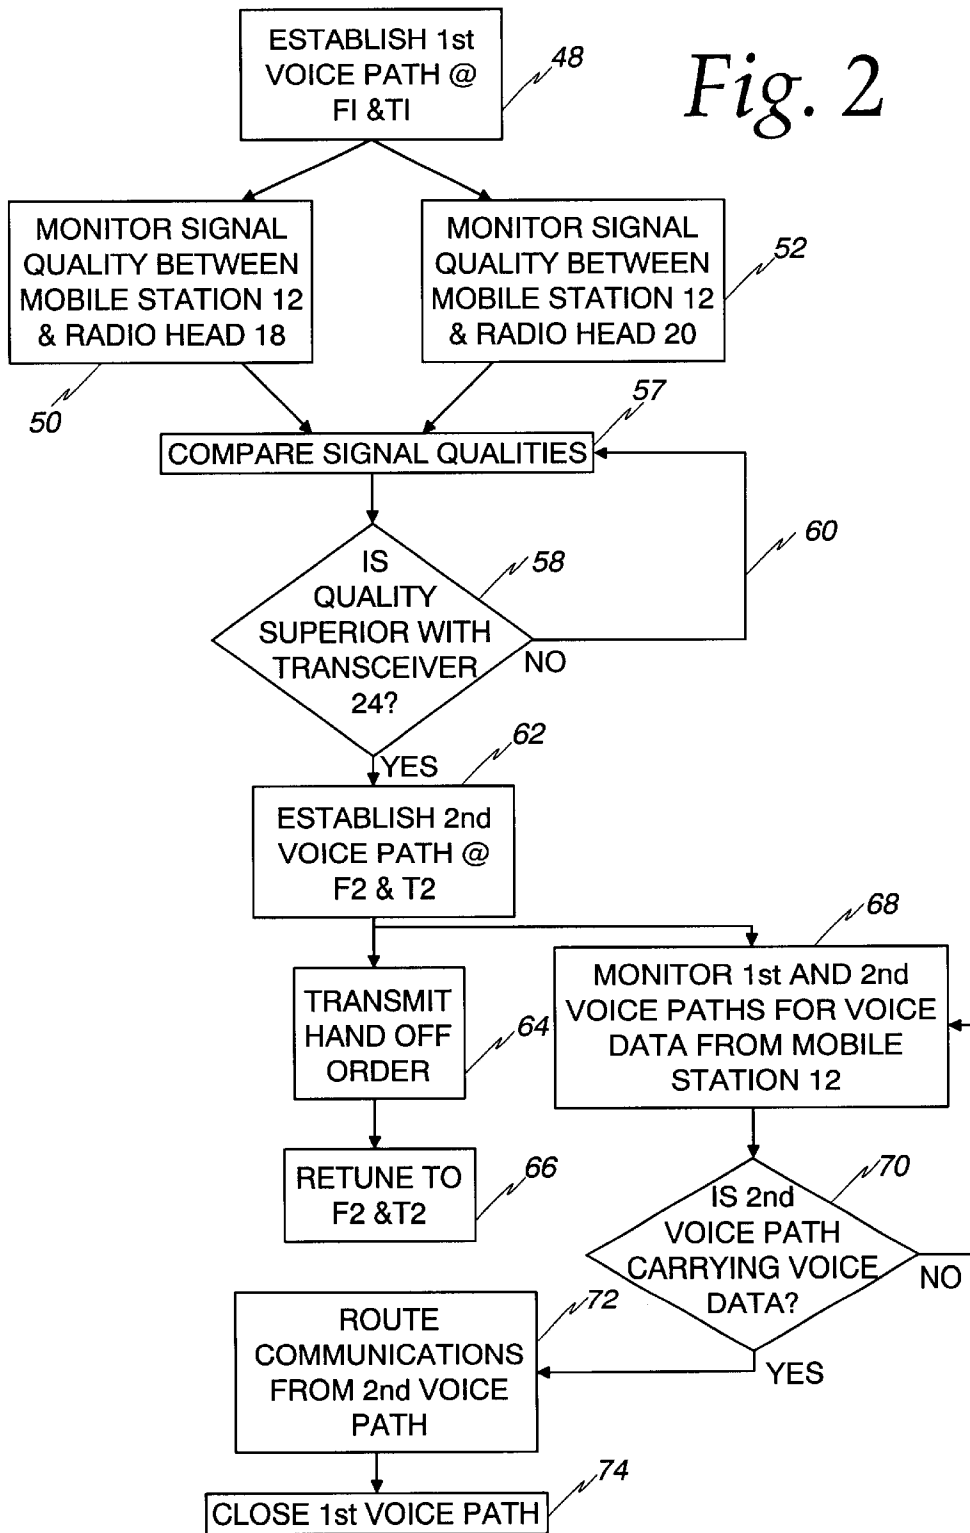 ESTABLISH 1st
VOICE PATH @
FI &TI
48
Fig. 2
MONITOR SIGNAL
QUALITY BETWEEN
MOBILE STATION 12
& RADIO HEAD 18
50
MONITOR SIGNAL
QUALITY BETWEEN
MOBILE STATION 12
& RADIO HEAD 20
52
57
COMPARE SIGNAL QUALITIES
60
IS
QUALITY
SUPERIOR WITH
TRANSCEIVER
24?
58
NO
YES
62
ESTABLISH 2nd
VOICE PATH @
F2 & T2
68
MONITOR 1st AND 2nd
VOICE PATHS FOR VOICE
DATA FROM MOBILE
STATION 12
TRANSMIT
HAND OFF
ORDER
64
RETUNE TO
F2 &T2
66
70
IS 2nd
VOICE PATH
CARRYING VOICE
DATA?
NO
YES
72
ROUTE
COMMUNICATIONS
FROM 2nd VOICE
PATH
74
CLOSE 1st VOICE PATH